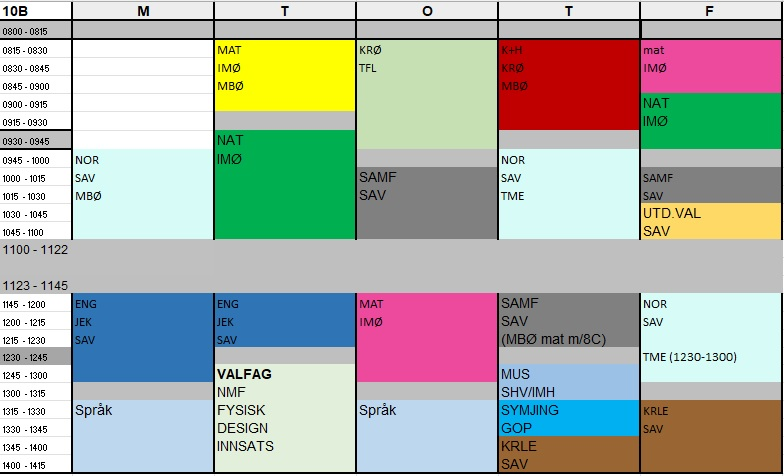 10B M T O T F
0800 - 0815
0815 - 0830 MAT KRØ K+H mat
0830 - 0845 IMØ TFL KRØ IMØ
0845 - 0900 MBØ MBØ
0900 - 0915 NAT
0915 - 0930 IMØ
0930 - 0945 NAT
0945 - 1000 NOR IMØ NOR
1000 - 1015 SAV SAMF SAV SAMF
1015 - 1030 MBØ SAV TME SAV
1030 - 1045 UTD.VAL
1045 - 1100 SAV
1100 - 1122
1123 - 1145
1145 - 1200 ENG ENG MAT SAMF NOR
1200 - 1215 JEK JEK IMØ SAV SAV
1215 - 1230 SAV SAV (MBØ mat m/8C)
1230 - 1245 TME (1230-1300)
1245 - 1300 VALFAG MUS
1300 - 1315 NMF SHV/IMH
1315 - 1330 Språk FYSISK Språk SYMJING KRLE
1330 - 1345 DESIGN GOP SAV
1345 - 1400 INNSATS KRLE
1400 - 1415 SAV